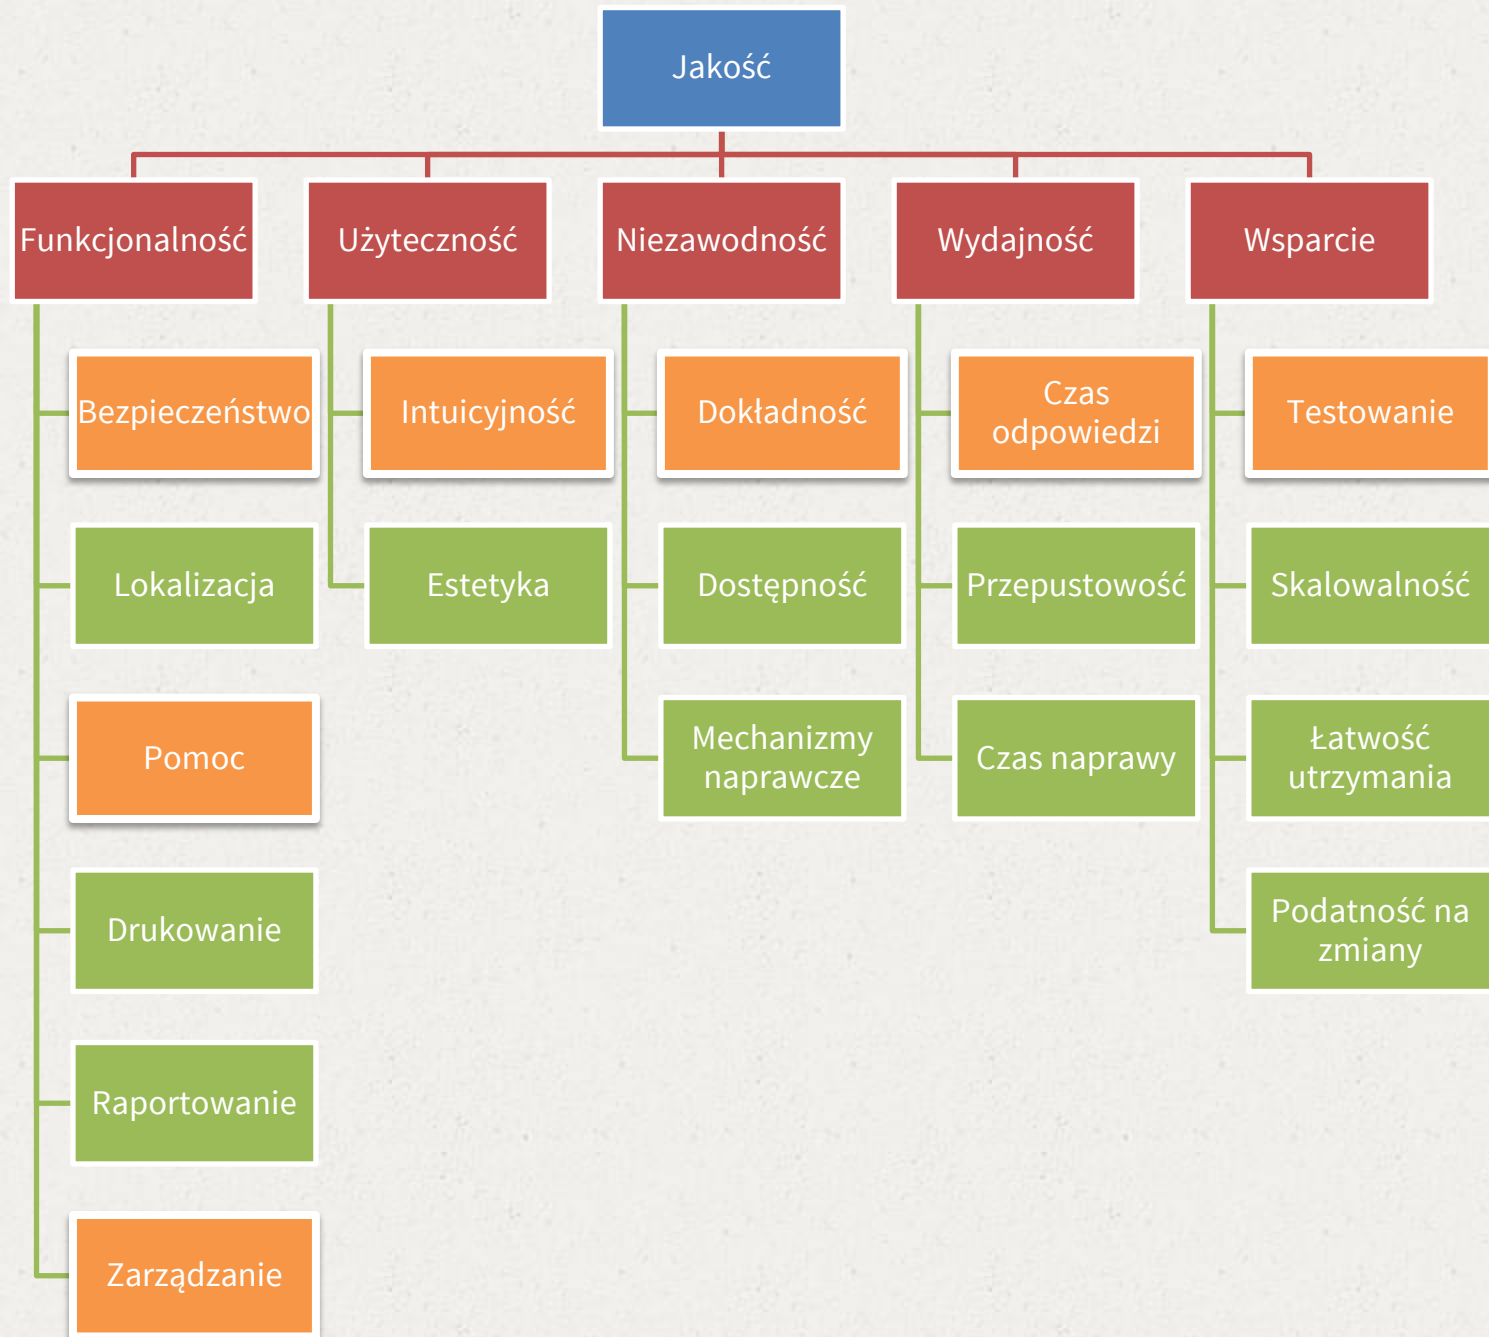 Jakość
Funkcjonalność
Użyteczność
Niezawodność
Wydajność
Wsparcie
Bezpieczeństwo
Intuicyjność
Dokładność
Czas
odpowiedzi
Testowanie
Lokalizacja
Estetyka
Dostępność
Przepustowość
Skalowalność
Pomoc
Mechanizmy
naprawcze
Czas naprawy
Łatwość
utrzymania
Drukowanie
Podatność na
zmiany
Raportowanie
Zarządzanie